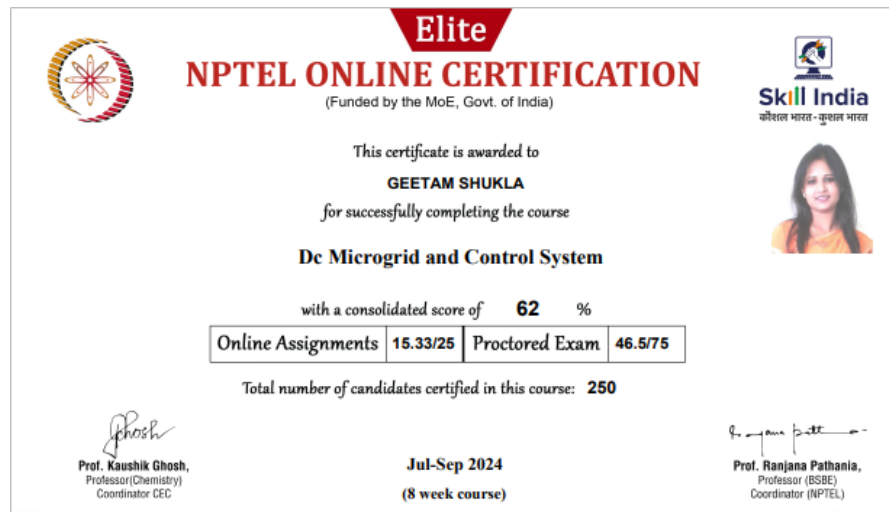 Elite
NPTEL ONLINE CERTIFICATION
(Funded by the MoE, Govt. of India)
Skill India
कौशल भारत - कुशल भारत
This certificate is awarded to
GEETAM SHUKLA
for successfully completing the course
Dc Microgrid and Control System
with a consolidated score of 62 %
Online Assignments 15.33/25 Proctored Exam 46.5/75
Total number of candidates certified in this course: 250
Prof. Kaushik Ghosh,
Professor(Chemistry)
Coordinator CEC
Jul-Sep 2024
(8 week course)
Prof. Ranjana Pathania,
Professor (BSBE)
Coordinator (NPTEL)